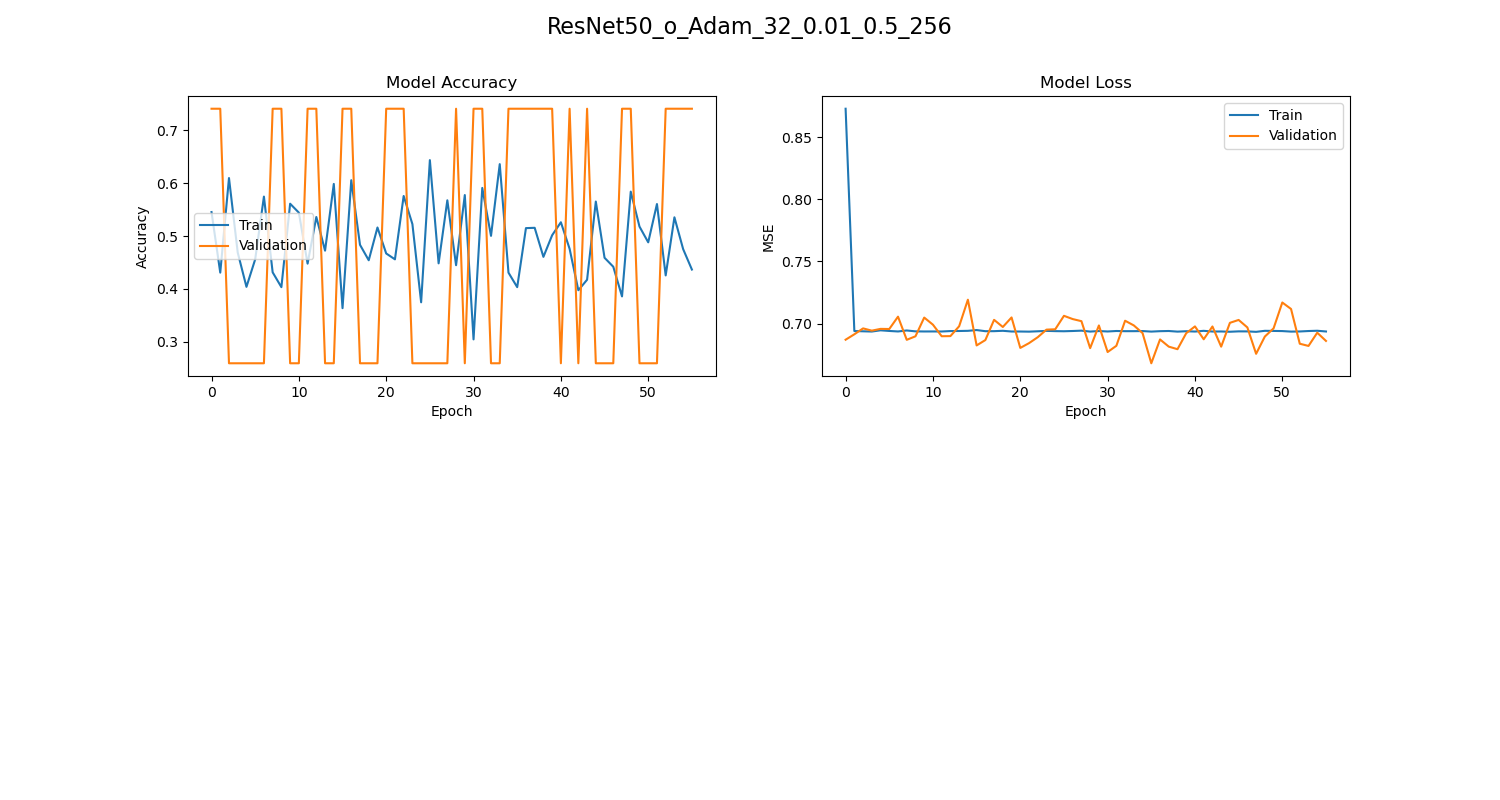 ResNet50_o_Adam_32_0.01_0.5_256
Model Accuracy
Accuracy
0.7
0.6
0.5
0.4
0.3
Train
Validation
0 10 20 30 40 50
Epoch
Model Loss
MSE
0.85
0.80
0.75
0.70
Train
Validation
0 10 20 30 40 50
Epoch